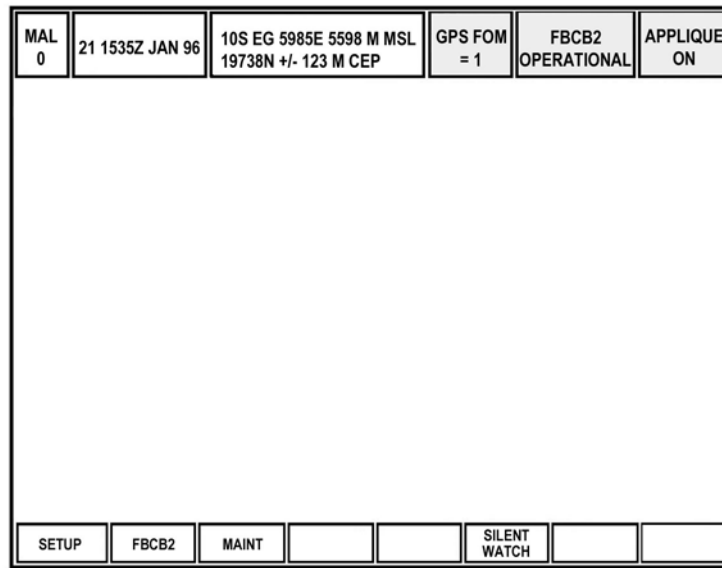 MAL
0
21 1535Z JAN 96
10S EG 5985E 5598 M MSL
19738N +/- 123 M CEP
GPS FOM
= 1
FBCB2
OPERATIONAL
APPLIQUE
ON
SETUP
FBCB2
MAINT
SILENT
WATCH